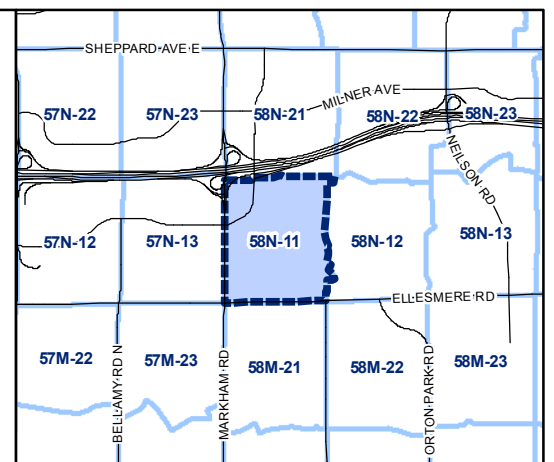 SHEPPARD AVE E
MILNER AVE
57N-22
57N-23
58N-21
58N-22
58N-23
NEILSON RD
57N-12
57N-13
58N-11
58N-12
58N-13
ELLESMERE RD
57M-22
57M-23
58M-21
58M-22
58M-23
BELLAMY RD N
MARKHAM RD
ORTON PARK RD